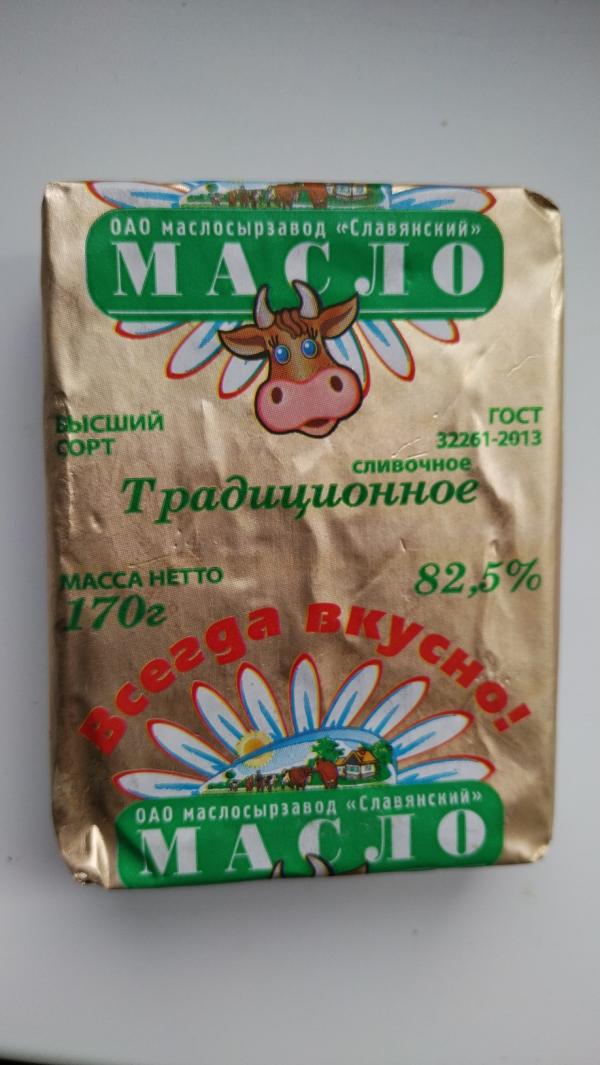 ОАО маслосырзавод «Славянский»
МАСЛО
ВЫСШИЙ
СОРТ
ГОСТ
32261-2013
сливочное
Традиционное
МАССА НЕТТО
170г
82,5%
Всегда вкусно!
ОАО маслосырзавод «Славянский»
МАСЛО